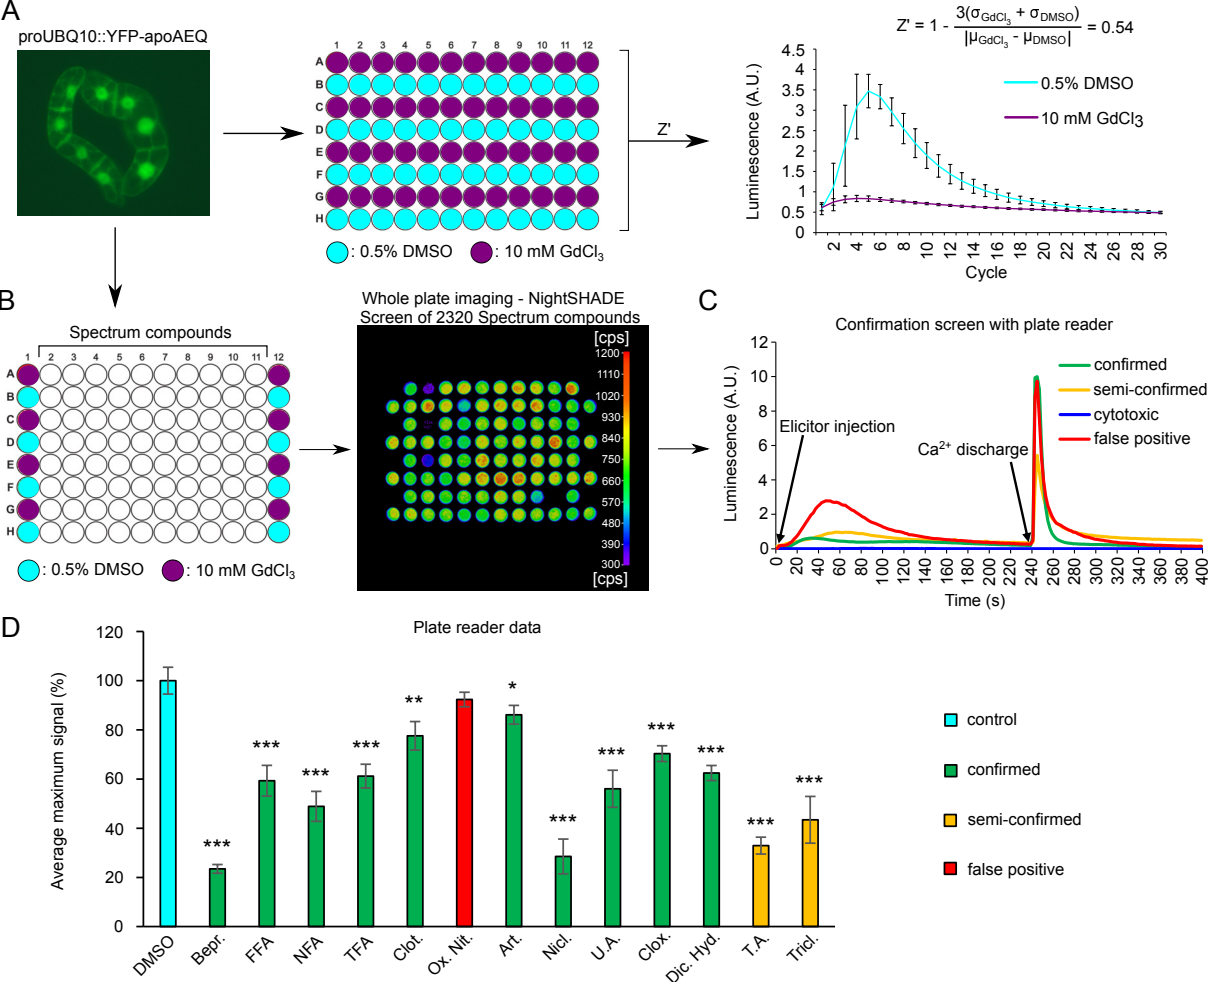 A
proUBQ10::YFP-apoAEQ
1 2 3 4 5 6 7 8 9 10 11 12
A
B
C
D
E
F
G
H
: 0.5% DMSO : 10 mM GdCl3
Z'
Z' = 1 - 3(σGdCl3 + σDMSO) / |μGdCl3 - μDMSO| = 0.54
Luminescence (A.U.)
4.5
4
3.5
3
2.5
2
1.5
1
0.5
0
0.5% DMSO
10 mM GdCl3
2 4 6 8 10 12 14 16 18 20 22 24 26 28 30
Cycle
B
Spectrum compounds
1 2 3 4 5 6 7 8 9 10 11 12
A
B
C
D
E
F
G
H
: 0.5% DMSO : 10 mM GdCl3
Whole plate imaging - NightSHADE
Screen of 2320 Spectrum compounds
[cps]
1200
1110
1020
930
840
750
660
570
480
390
300
[cps]
C
Confirmation screen with plate reader
Luminescence (A.U.)
12
10
8
6
4
2
0
confirmed
semi-confirmed
cytotoxic
false positive
Elicitor injection
Ca2+ discharge
0 20 40 60 80 100 120 140 160 180 200 220 240 260 280 300 320 340 360 380 400
Time (s)
D
Plate reader data
Average maximum signal (%)
120
100
80
60
40
20
0
*** *** *** *** ** * *** *** *** *** *** ***
DMSO Bepr. FFA NFA TFA Clot. Ox. Nit. Art. Nicl. U.A. Clox. Dic. Hyd. T.A. Tricl.
control
confirmed
semi-confirmed
false positive